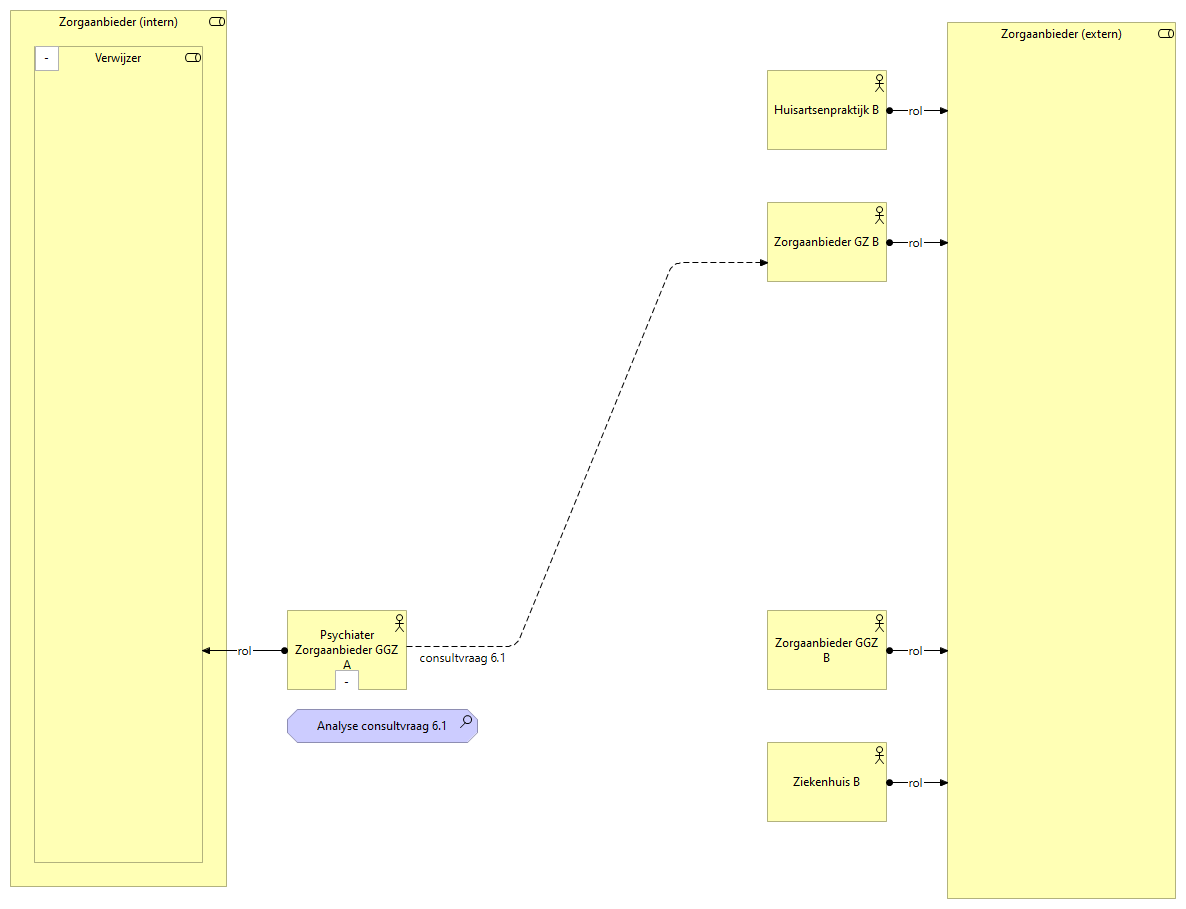 Zorgaanbieder (intern)
-
Verwijzer
Zorgaanbieder (extern)
Huisartsenpraktijk B
rol
Zorgaanbieder GZ B
rol
rol
Psychiater
Zorgaanbieder GGZ
A
-
consultvraag 6.1
Analyse consultvraag 6.1
Zorgaanbieder GGZ
B
rol
Ziekenhuis B
rol